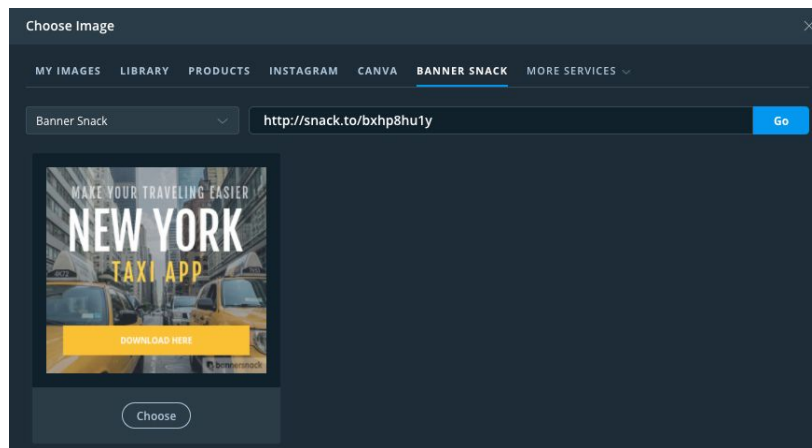 Choose Image
MY IMAGES LIBRARY PRODUCTS INSTAGRAM CANVA BANNER SNACK MORE SERVICES
Banner Snack http://snack.to/bxhp8hu1y Go
MAKE YOUR TRAVELING EASIER
NEW YORK
TAXI APP
4K72
DOWNLOAD HERE
bannersnack
Choose